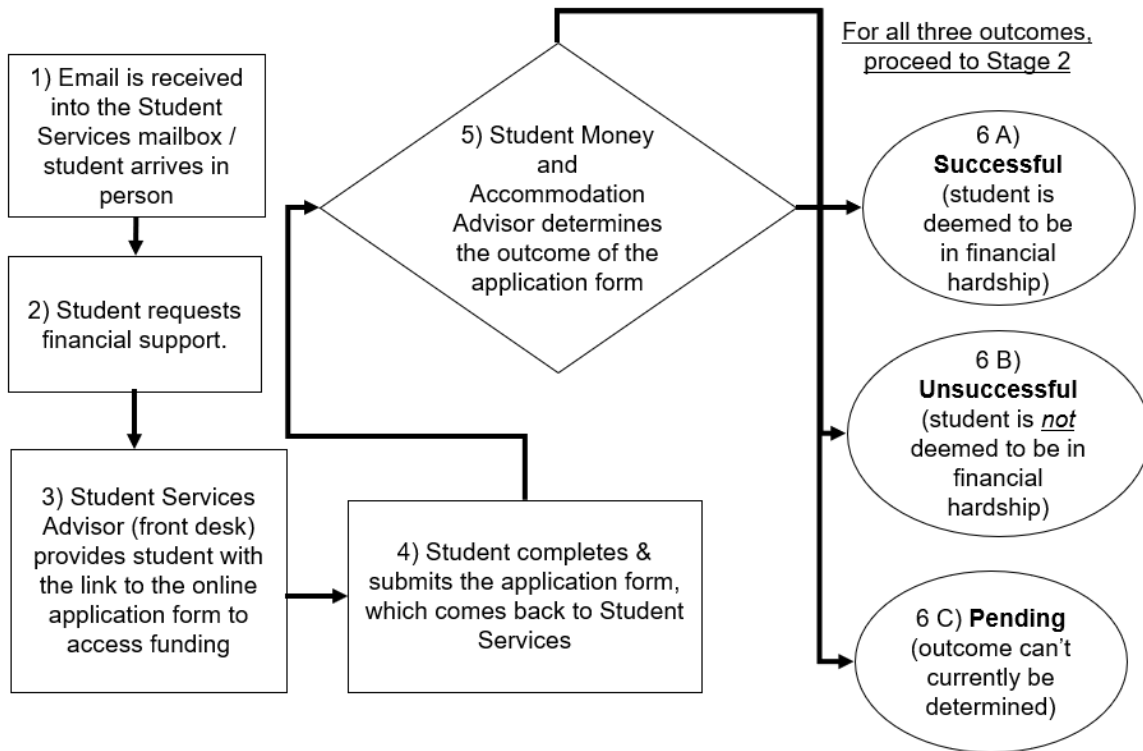 1) Email is received
into the Student
Services mailbox /
student arrives in
person
2) Student requests
financial support.
3) Student Services
Advisor (front desk)
provides student with
the link to the online
application form to
access funding
4) Student completes &
submits the application form,
which comes back to Student
Services
5) Student Money
and
Accommodation
Advisor determines
the outcome of the
application form
For all three outcomes,
proceed to Stage 2
6 A)
Successful
(student is
deemed to be
in financial
hardship)
6 B)
Unsuccessful
(student is not
deemed to be in
financial
hardship)
6 C) Pending
(outcome can’t
currently be
determined)